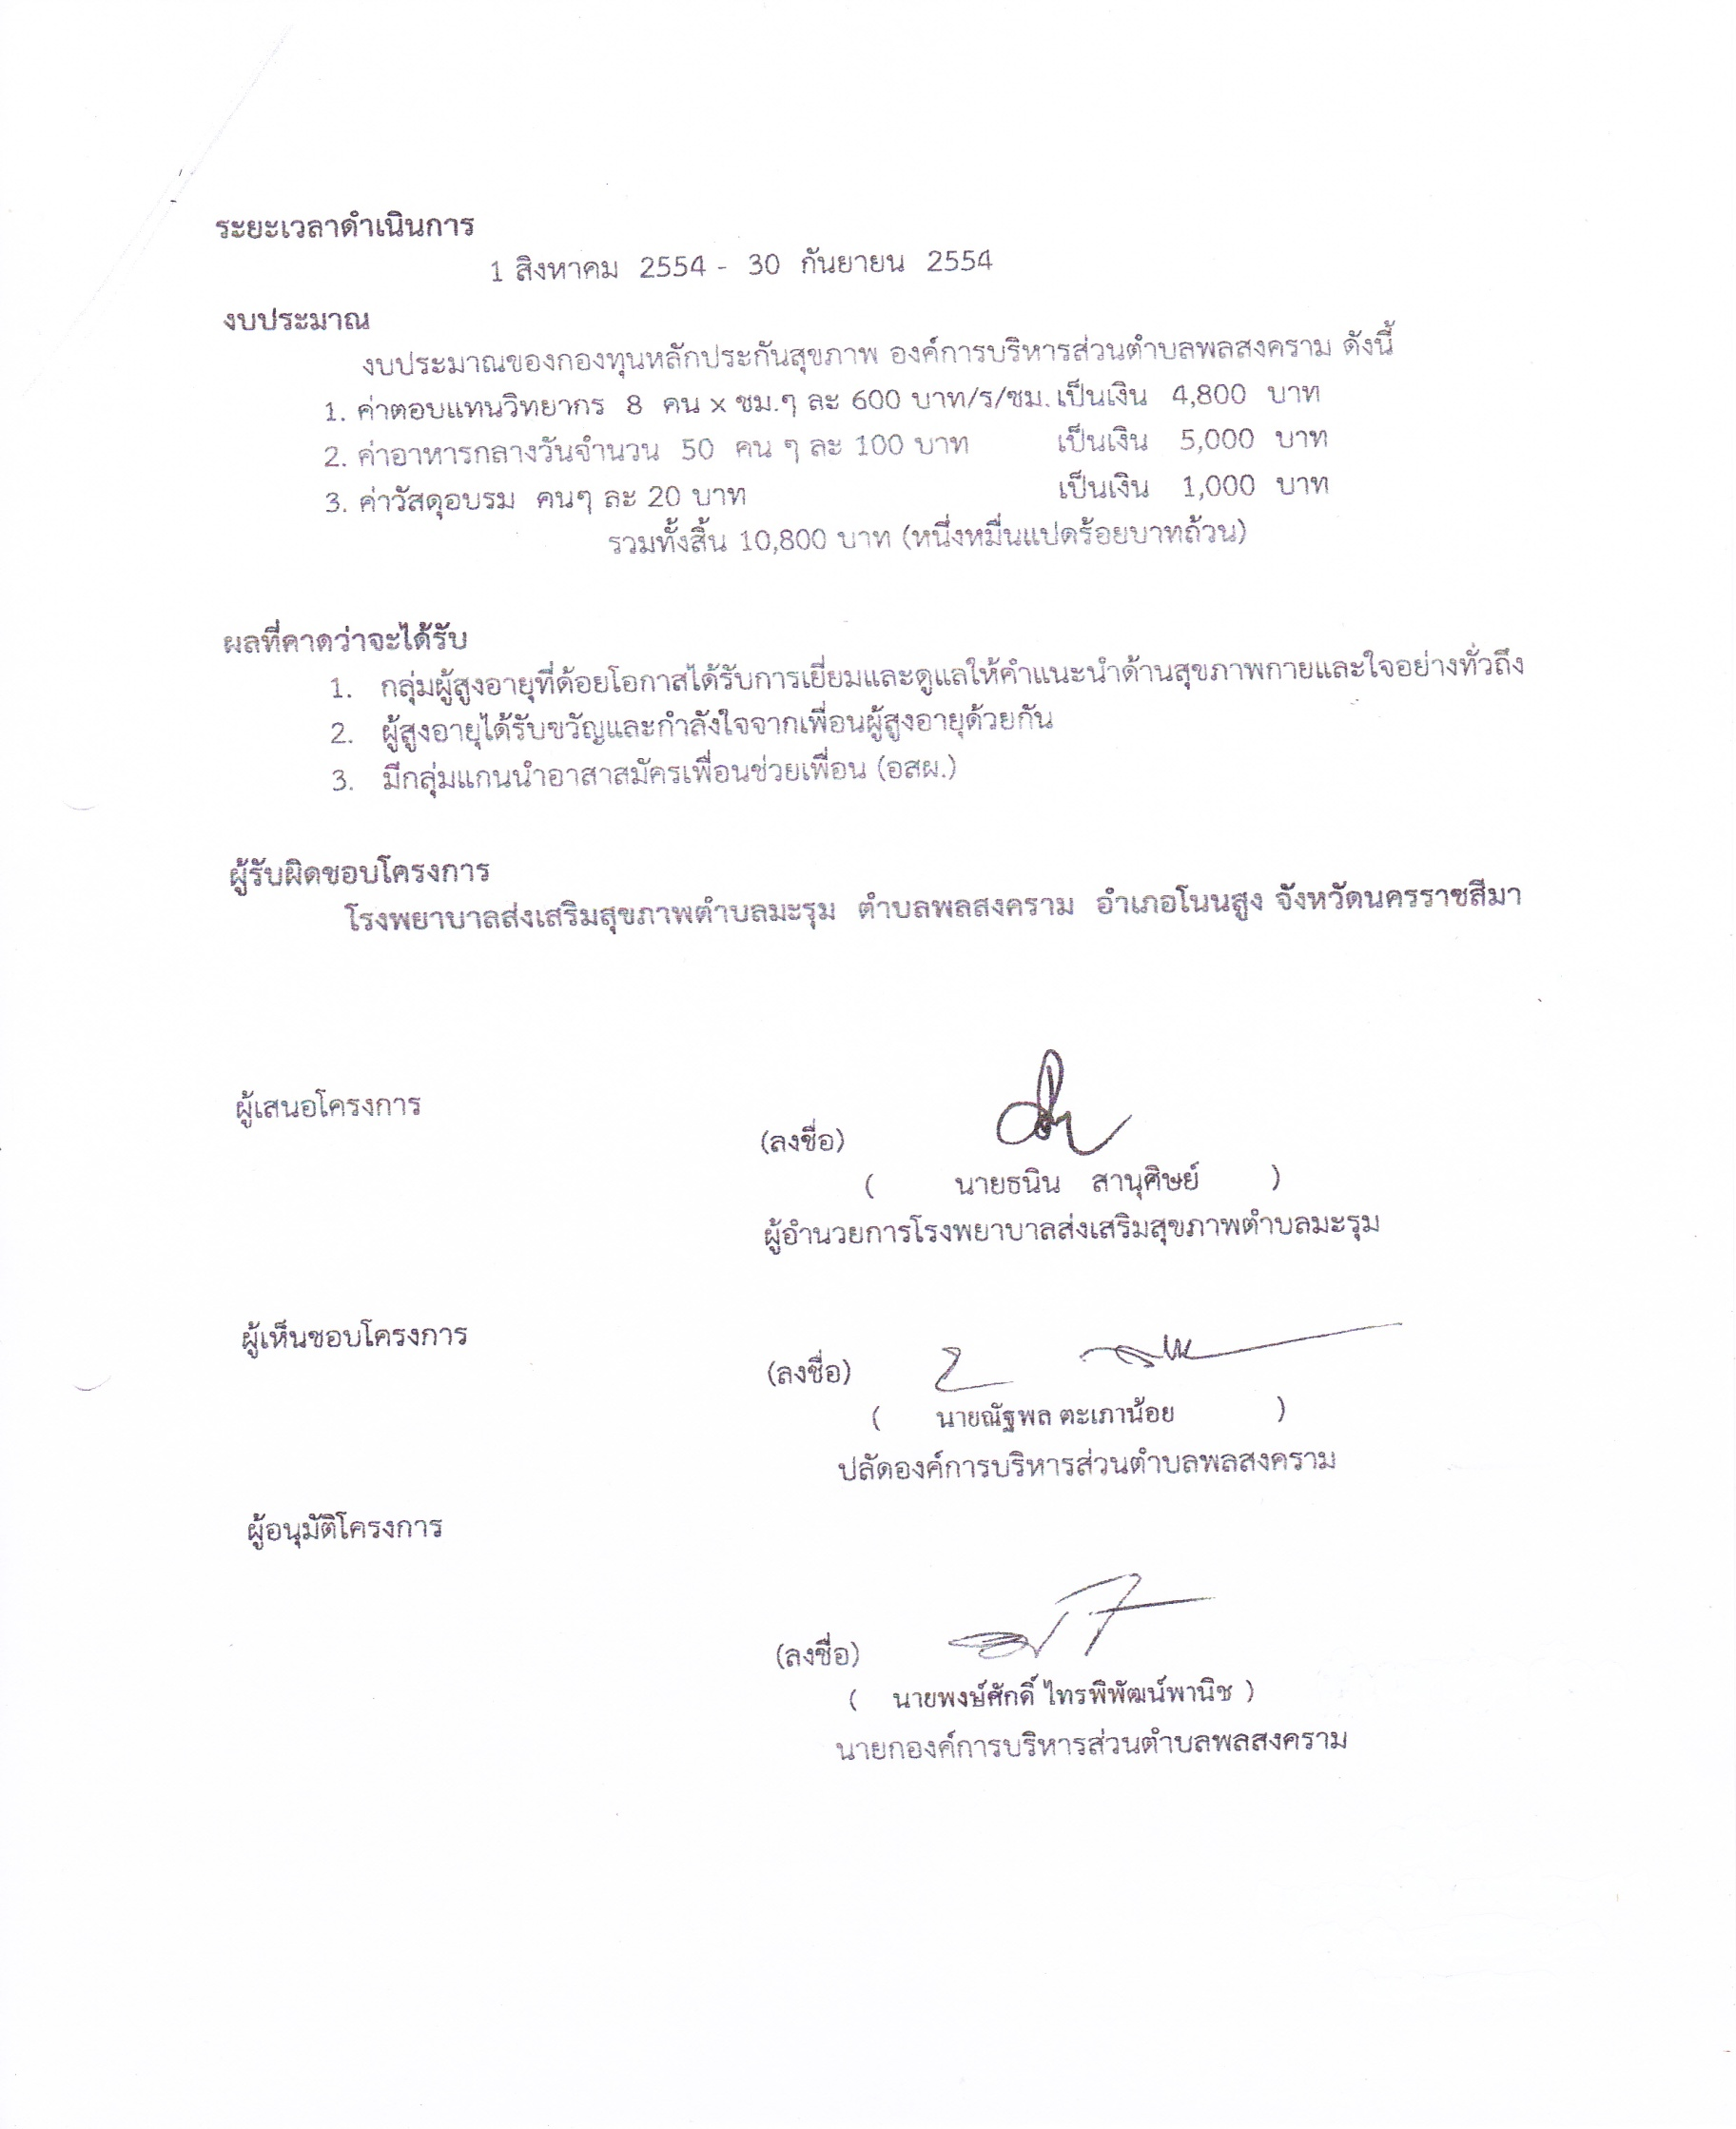 ระยะเวลาดำเนินการ
1 สิงหาคม 2554 - 30 กันยายน 2554
งบประมาณ
งบประมาณของกองทุนหลักประกันสุขภาพ องค์การบริหารส่วนตำบลพลสงคราม ดังนี้
1. ค่าตอบแทนวิทยากร 8 คน x ชม.ๆ ละ 600 บาท/ร/ชม. เป็นเงิน 4,800 บาท
2. ค่าอาหารกลางวันจำนวน 50 คน ๆ ละ 100 บาท เป็นเงิน 5,000 บาท
3. ค่าวัสดุอบรม คนๆ ละ 20 บาท เป็นเงิน 1,000 บาท
รวมทั้งสิ้น 10,800 บาท (หนึ่งหมื่นแปดร้อยบาทถ้วน)
ผลที่คาดว่าจะได้รับ
1. กลุ่มผู้สูงอายุที่ด้อยโอกาสได้รับการเยี่ยมและดูแลให้คำแนะนำด้านสุขภาพกายและใจอย่างทั่วถึง
2. ผู้สูงอายุได้รับขวัญและกำลังใจจากเพื่อนผู้สูงอายุด้วยกัน
3. มีกลุ่มแกนนำอาสาสมัครเพื่อนช่วยเพื่อน (อสผ.)
ผู้รับผิดชอบโครงการ
โรงพยาบาลส่งเสริมสุขภาพตำบลมะรุม ตำบลพลสงคราม อำเภอโนนสูง จังหวัดนครราชสีมา
ผู้เสนอโครงการ
(ลงชื่อ)
( นายธนิน สานุศิษย์ )
ผู้อำนวยการโรงพยาบาลส่งเสริมสุขภาพตำบลมะรุม
ผู้เห็นชอบโครงการ
(ลงชื่อ)
( นายณัฐพล ตะเภาน้อย )
ปลัดองค์การบริหารส่วนตำบลพลสงคราม
ผู้อนุมัติโครงการ
(ลงชื่อ)
( นายพงษ์ศักดิ์ ไทรพิพัฒน์พานิช )
นายกองค์การบริหารส่วนตำบลพลสงคราม